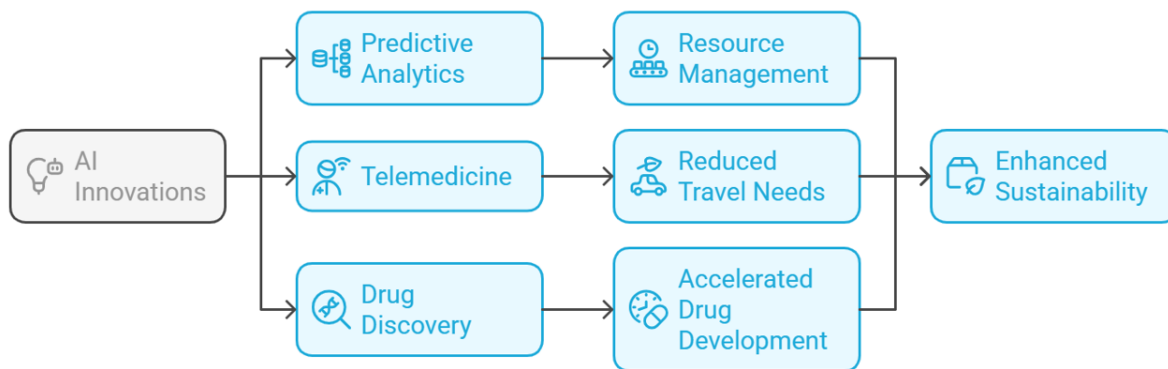 AI
Innovations
Predictive
Analytics
Telemedicine
Drug
Discovery
Resource
Management
Reduced
Travel Needs
Accelerated
Drug
Development
Enhanced
Sustainability